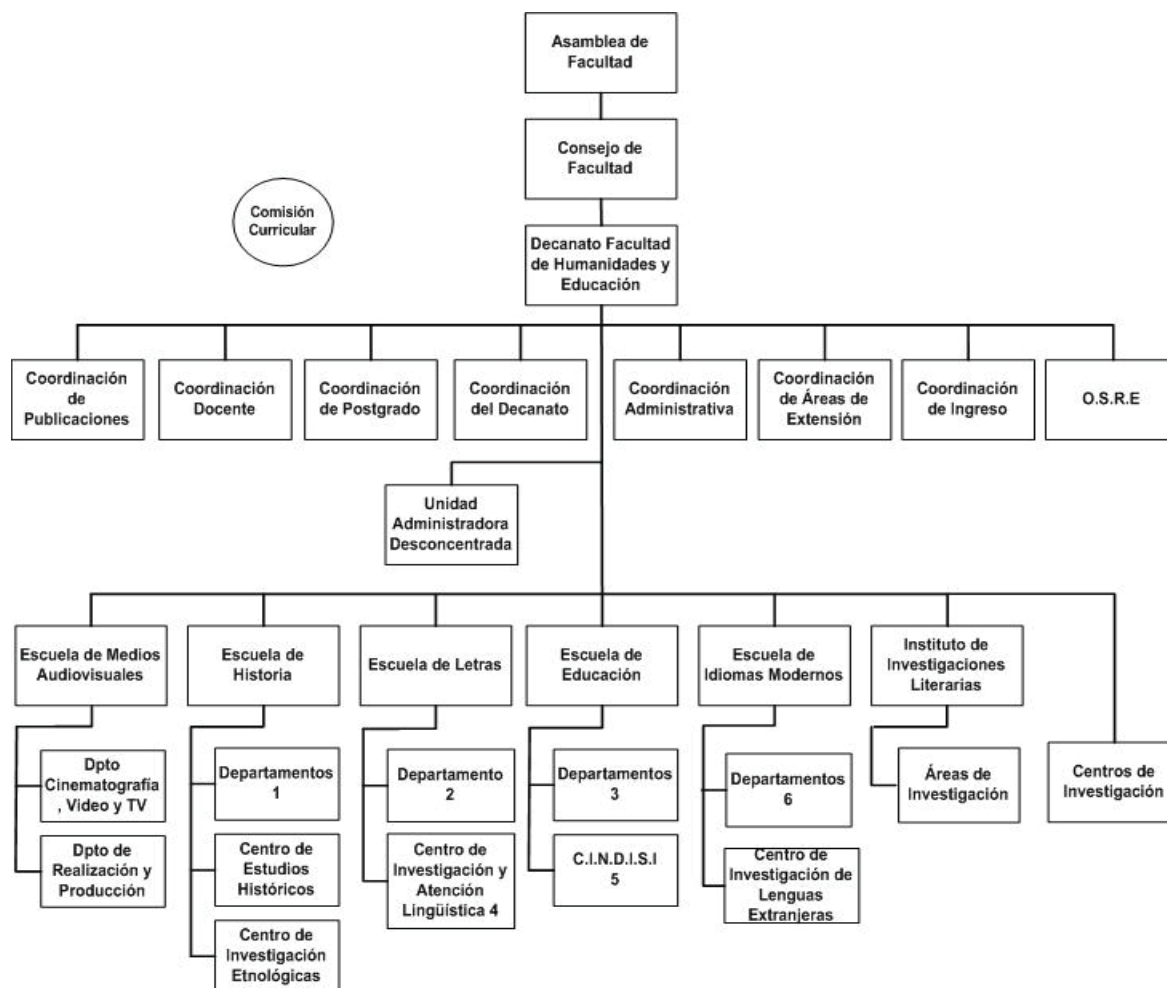 Asamblea de
Facultad
Consejo de
Facultad
Comisión
Curricular
Decanato Facultad
de Humanidades y
Educación
Coordinación
de
Publicaciones
Coordinación
Docente
Coordinación
de Postgrado
Coordinación
del Decanato
Coordinación
Administrativa
Coordinación
de Áreas de
Extensión
Coordinación
de Ingreso
O.S.R.E
Unidad
Administradora
Desconcentrada
Escuela de Medios
Audiovisuales
Escuela de
Historia
Escuela de Letras
Escuela de
Educación
Escuela de
Idiomas Modernos
Instituto de
Investigaciones
Literarias
Dpto
Cinematografía
, Video y TV
Departamentos
1
Departamento
2
Departamentos
3
Departamentos
6
Áreas de
Investigación
Centros de
Investigación
Dpto de
Realización y
Producción
Centro de
Estudios
Históricos
Centro de
Investigación y
Atención
Lingüística 4
C.I.N.D.I.S.I
5
Centro de
Investigación de
Lenguas
Extranjeras
Centro de
Investigación
Etnológicas